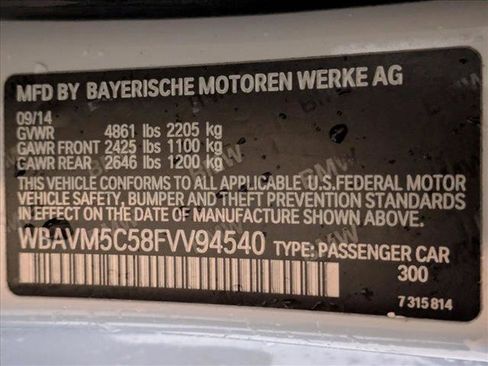 MFD BY BAYERISCHE MOTOREN WERKE AG
09/14
GVWR 4861 lbs 2205 kg
GAWR FRONT 2425 lbs 1100 kg
GAWR REAR 2646 lbs 1200 kg
THIS VEHICLE CONFORMS TO ALL APPLICABLE U.S.FEDERAL MOTOR
VEHICLE SAFETY, BUMPER, AND THEFT PREVENTION STANDARDS
IN EFFECT ON THE DATE OF MANUFACTURE SHOWN ABOVE.
WBAVM5C58FVV94540 TYPE: PASSENGER CAR
300
7 315 814